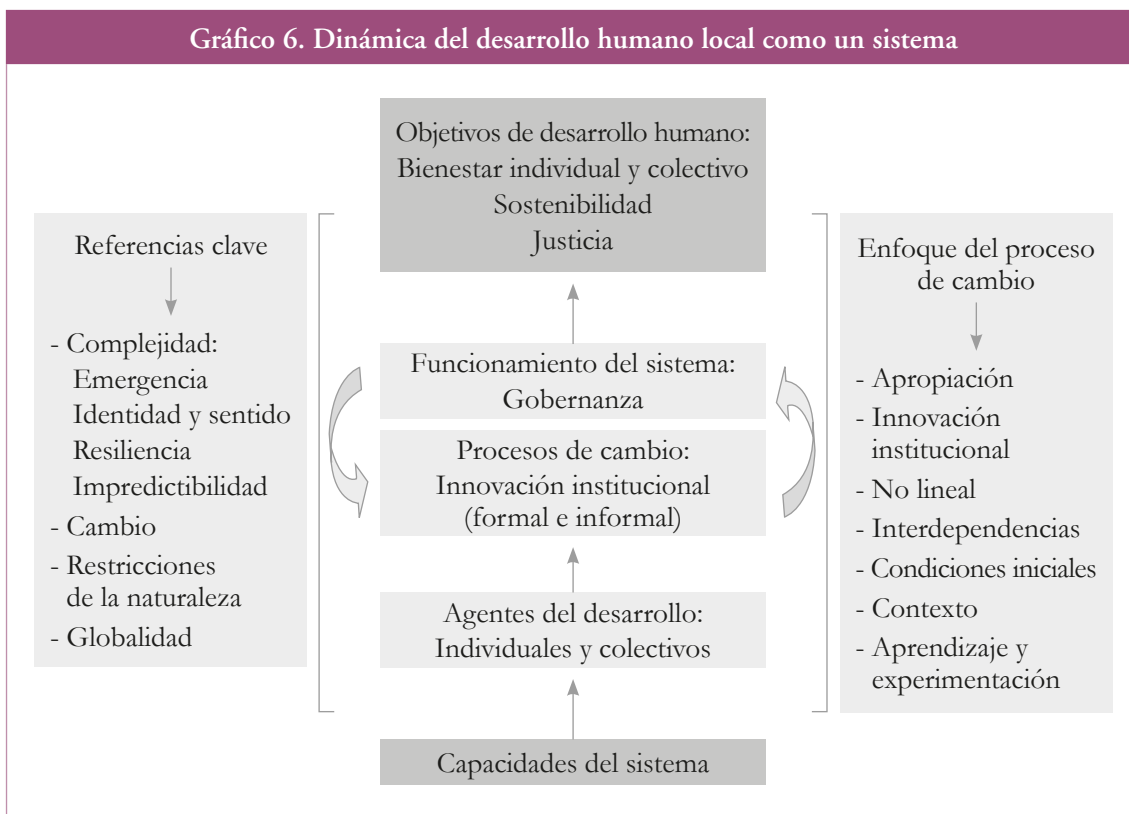 Gráfico 6. Dinámica del desarrollo humano local como un sistema
Objetivos de desarrollo humano:
Bienestar individual y colectivo
Sostenibilidad
Justicia
Referencias clave
- Complejidad:
Emergencia
Identidad y sentido
Resiliencia
Impredictibilidad
- Cambio
- Restricciones
de la naturaleza
- Globalidad
Funcionamiento del sistema:
Gobernanza
Procesos de cambio:
Innovación institucional
(formal e informal)
Agentes del desarrollo:
Individuales y colectivos
Capacidades del sistema
Enfoque del proceso
de cambio
- Apropiación
- Innovación
institucional
- No lineal
- Interdependencias
- Condiciones iniciales
- Contexto
- Aprendizaje y
experimentación